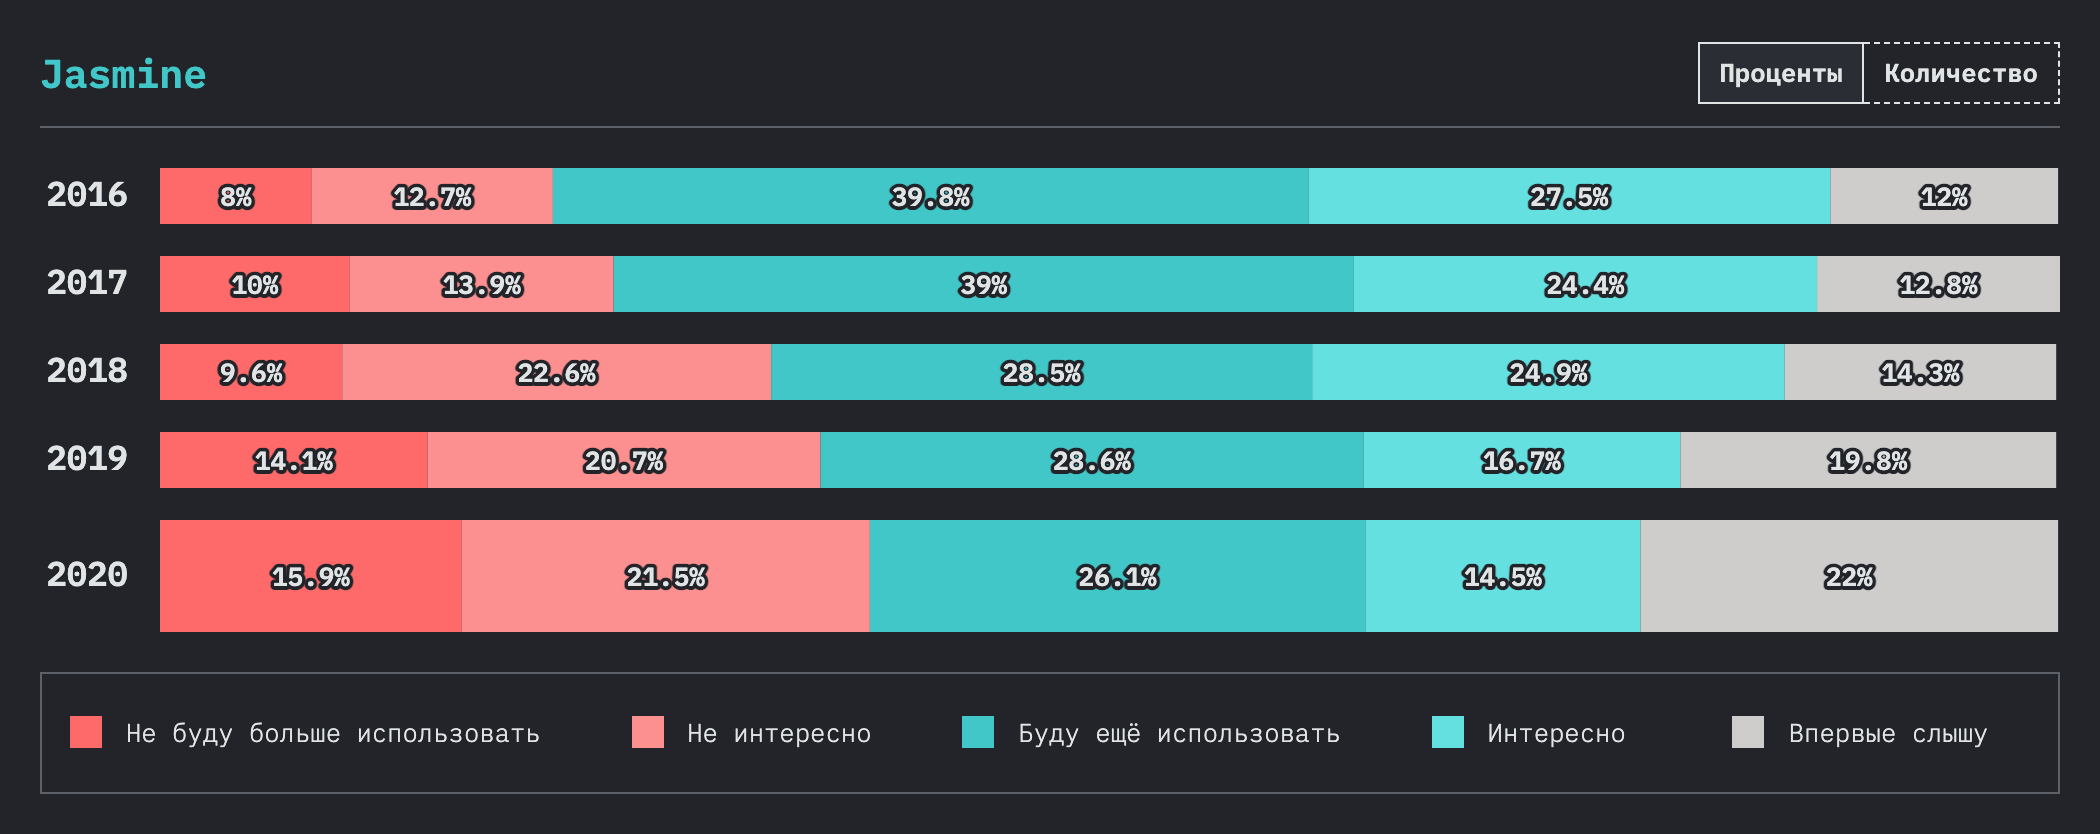 Jasmine
Проценты Количество
2016 8% 12.7% 39.8% 27.5% 12%
2017 10% 13.9% 39% 24.4% 12.8%
2018 9.6% 22.6% 28.5% 24.9% 14.3%
2019 14.1% 20.7% 28.6% 16.7% 19.8%
2020 15.9% 21.5% 26.1% 14.5% 22%
Не буду больше использовать Не интересно Буду ещё использовать Интересно Впервые слышу